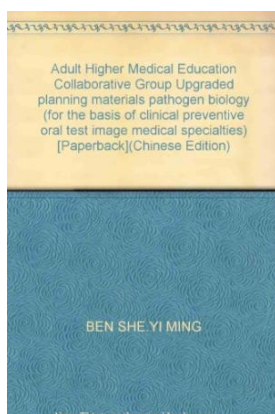 Adult Higher Medical Education
Collaborative Group Upgraded
planning materials pathogen biology
(for the basis of clinical preventive
oral test image medical specialties)
[Paperback](Chinese Edition)
BEN SHE.YI MING